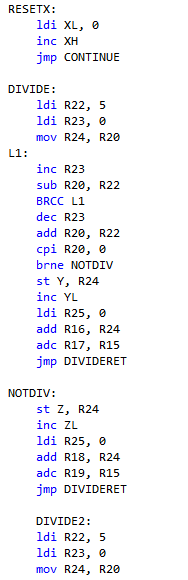 RESETX:
ldi XL, 0
inc XH
jmp CONTINUE
DIVIDE:
ldi R22, 5
ldi R23, 0
mov R24, R20
L1:
inc R23
sub R20, R22
BRCC L1
dec R23
add R20, R22
cpi R20, 0
brne NOTDIV
st Y, R24
inc YL
ldi R25, 0
add R16, R24
adc R17, R15
jmp DIVIDERET
NOTDIV:
st Z, R24
inc ZL
ldi R25, 0
add R18, R24
adc R19, R15
jmp DIVIDERET
DIVIDE2:
ldi R22, 5
ldi R23, 0
mov R24, R20